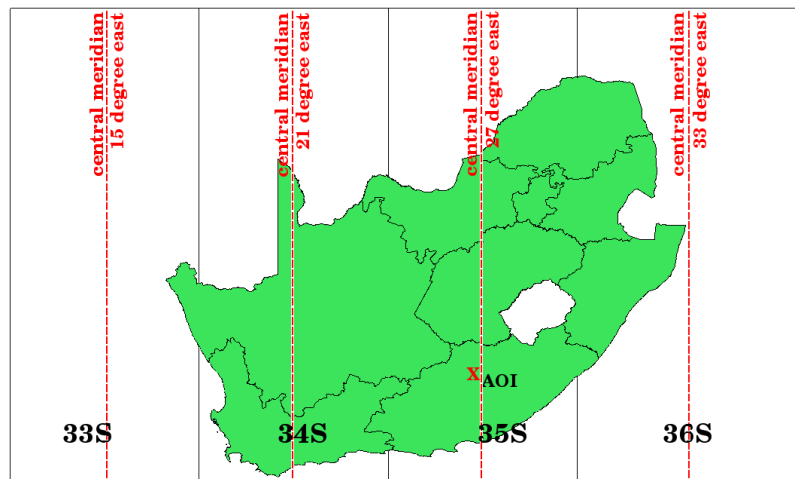 central meridian
15 degree east
central meridian
21 degree east
central meridian
27 degree east
central meridian
33 degree east
X
AOI
33S
34S
35S
36S